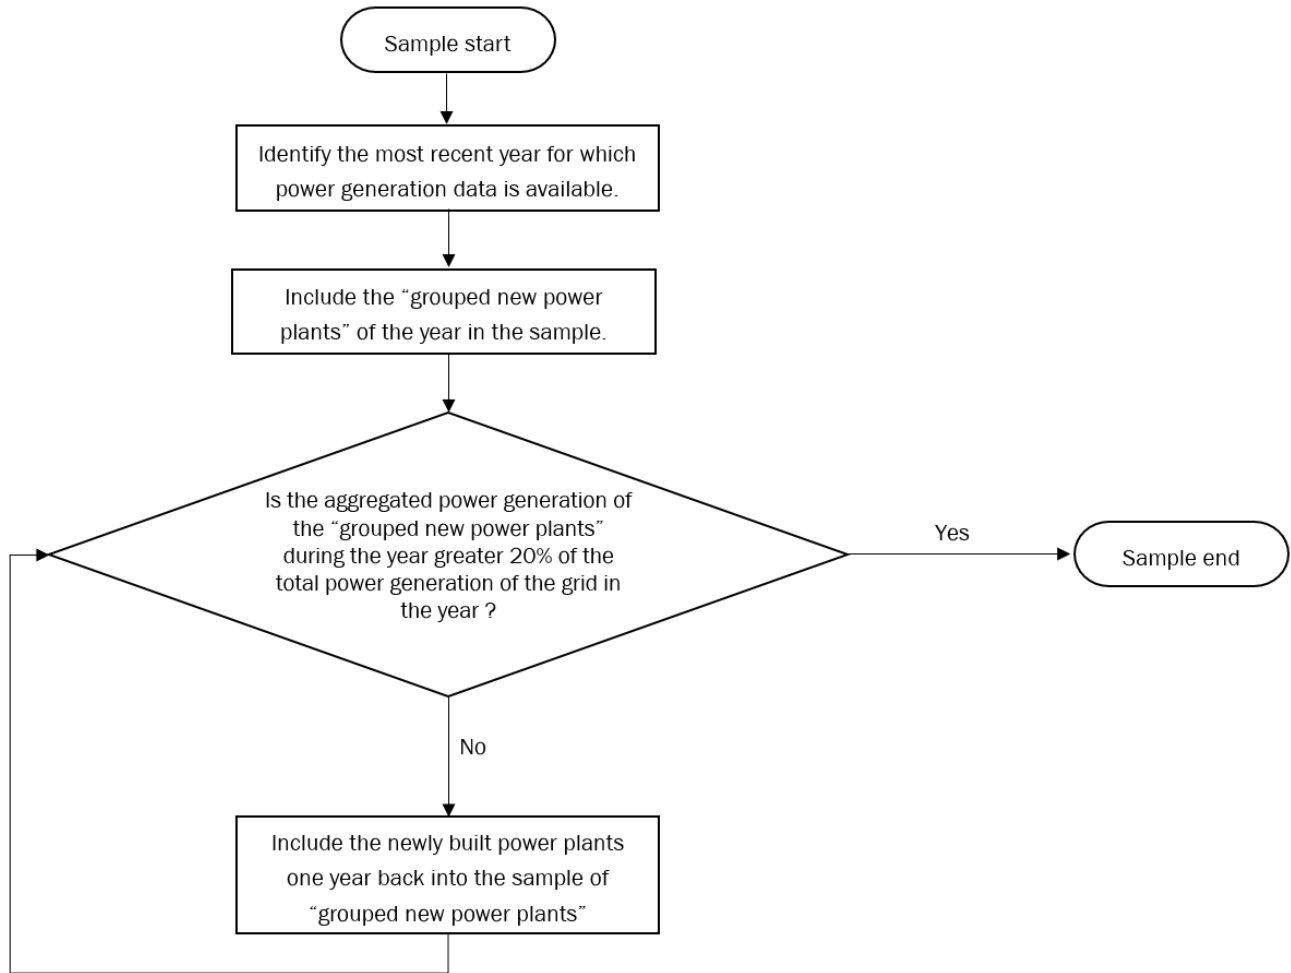 Sample start
Identify the most recent year for which
power generation data is available.
Include the “grouped new power
plants” of the year in the sample.
Is the aggregated power generation of
the “grouped new power plants”
during the year greater 20% of the
total power generation of the grid in
the year ?
Yes
Sample end
No
Include the newly built power plants
one year back into the sample of
“grouped new power plants”